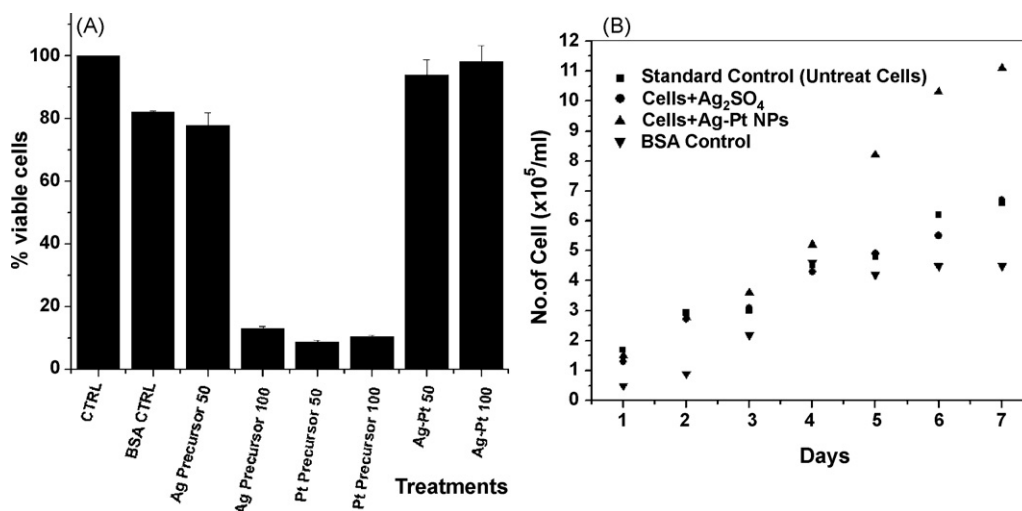 (A)
% viable cells
100
80
60
40
20
0
CTRL
BSA CTRL
Ag Precursor 50
Ag Precursor 100
Pt Precursor 50
Pt Precursor 100
Ag-Pt 50
Ag-Pt 100
Treatments
(B)
No.of Cell (x10⁵/ml)
12
11
10
9
8
7
6
5
4
3
2
1
0
Standard Control (Untreat Cells)
Cells+Ag₂SO₄
Cells+Ag-Pt NPs
BSA Control
1 2 3 4 5 6 7
Days